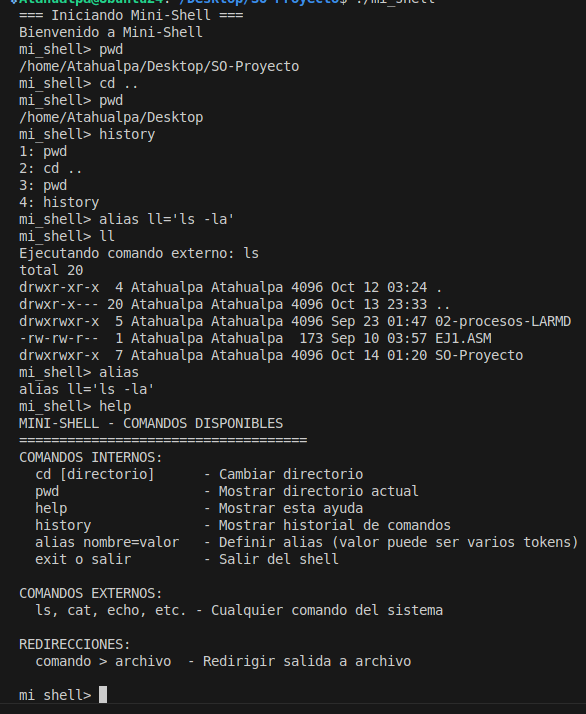 Atahualpa@Ubuntu24:~/Desktop/SO-Proyecto$ ./mi_shell
=== Iniciando Mini-Shell ===
Bienvenido a Mini-Shell
mi_shell> pwd
/home/Atahualpa/Desktop/SO-Proyecto
mi_shell> cd ..
mi_shell> pwd
/home/Atahualpa/Desktop
mi_shell> history
1: pwd
2: cd ..
3: pwd
4: history
mi_shell> alias ll='ls -la'
mi_shell> ll
Ejecutando comando externo: ls
total 20
drwxr-xr-x  4 Atahualpa Atahualpa 4096 Oct 12 03:24 .
drwxr-x--- 20 Atahualpa Atahualpa 4096 Oct 13 23:33 ..
drwxrwxr-x  5 Atahualpa Atahualpa 4096 Sep 23 01:47 02-procesos-LARMD
-rw-rw-r--  1 Atahualpa Atahualpa  173 Sep 10 03:57 EJ1.ASM
drwxrwxr-x  7 Atahualpa Atahualpa 4096 Oct 14 01:20 SO-Proyecto
mi_shell> alias
alias ll='ls -la'
mi_shell> help
MINI-SHELL - COMANDOS DISPONIBLES
====================================
COMANDOS INTERNOS:
  cd [directorio]      - Cambiar directorio
  pwd                  - Mostrar directorio actual
  help                 - Mostrar esta ayuda
  history              - Mostrar historial de comandos
  alias nombre=valor   - Definir alias (valor puede ser varios tokens)
  exit o salir         - Salir del shell
COMANDOS EXTERNOS:
  ls, cat, echo, etc. - Cualquier comando del sistema
REDIRECCIONES:
  comando > archivo  - Redirigir salida a archivo
mi_shell>